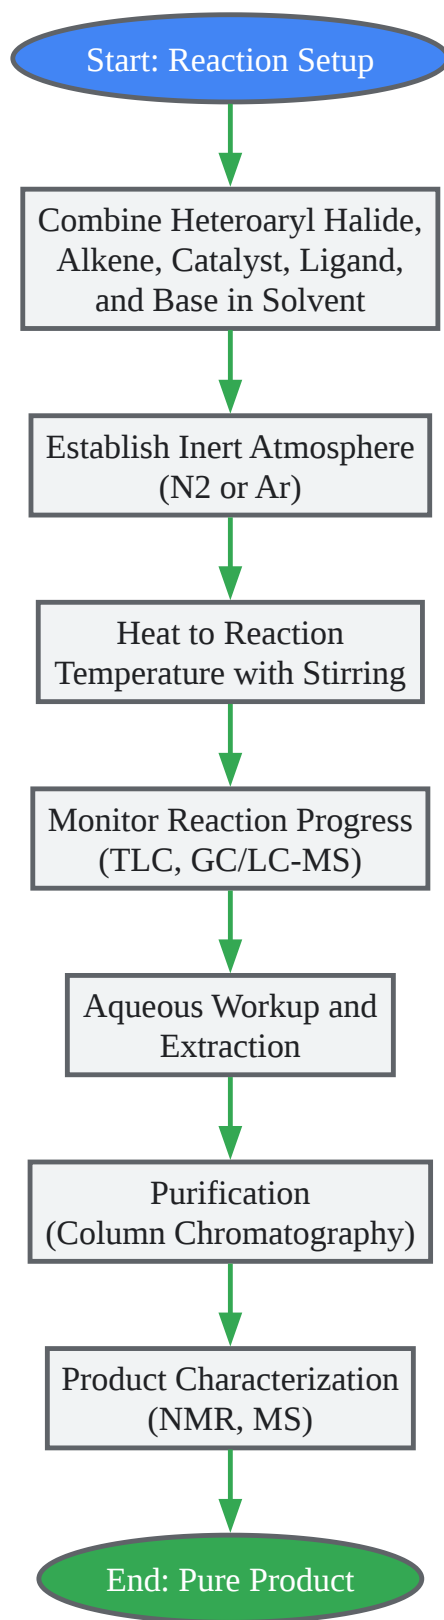 Start: Reaction Setup
Combine Heteroaryl Halide,
Alkene, Catalyst, Ligand,
and Base in Solvent
Establish Inert Atmosphere
(N2 or Ar)
Heat to Reaction
Temperature with Stirring
Monitor Reaction Progress
(TLC, GC/LC-MS)
Aqueous Workup and
Extraction
Purification
(Column Chromatography)
Product Characterization
(NMR, MS)
End: Pure Product